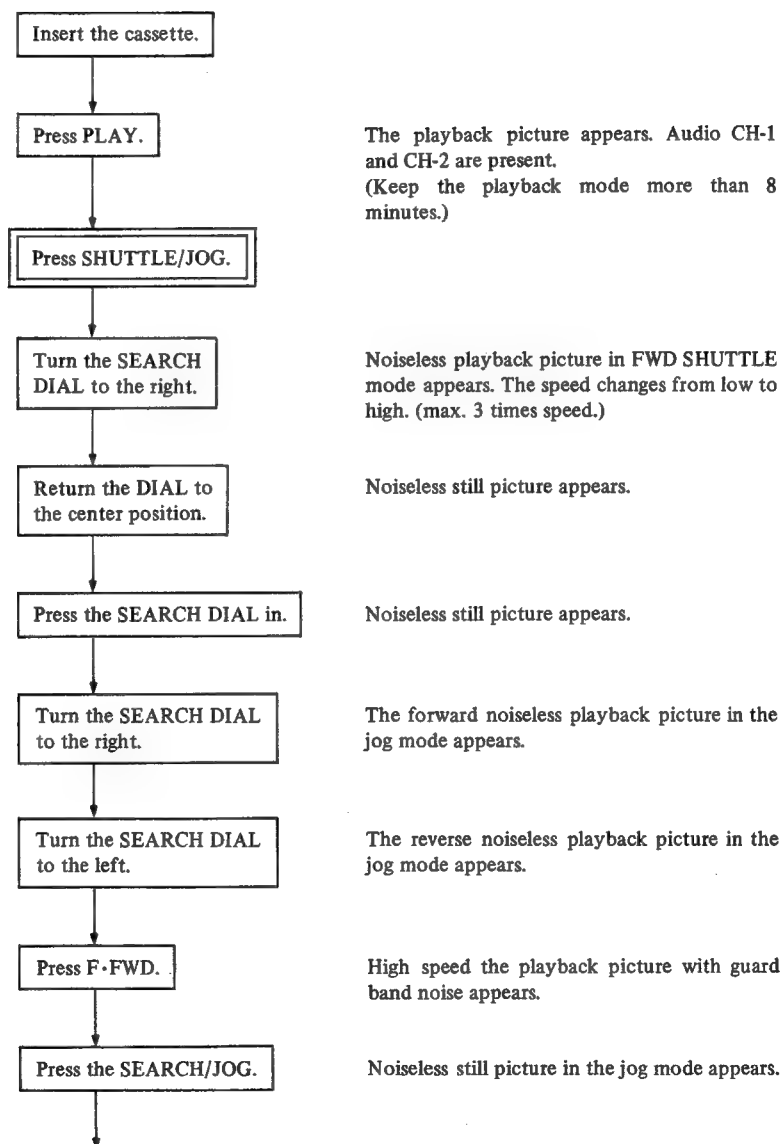 Insert the cassette.
Press PLAY.
The playback picture appears. Audio CH-1
and CH-2 are present.
(Keep the playback mode more than 8
minutes.)
Press SHUTTLE/JOG.
Turn the SEARCH
DIAL to the right.
Noiseless playback picture in FWD SHUTTLE
mode appears. The speed changes from low to
high. (max. 3 times speed.)
Return the DIAL to
the center position.
Noiseless still picture appears.
Press the SEARCH DIAL in.
Noiseless still picture appears.
Turn the SEARCH DIAL
to the right.
The forward noiseless playback picture in the
jog mode appears.
Turn the SEARCH DIAL
to the left.
The reverse noiseless playback picture in the
jog mode appears.
Press F·FWD.
High speed the playback picture with guard
band noise appears.
Press the SEARCH/JOG.
Noiseless still picture in the jog mode appears.